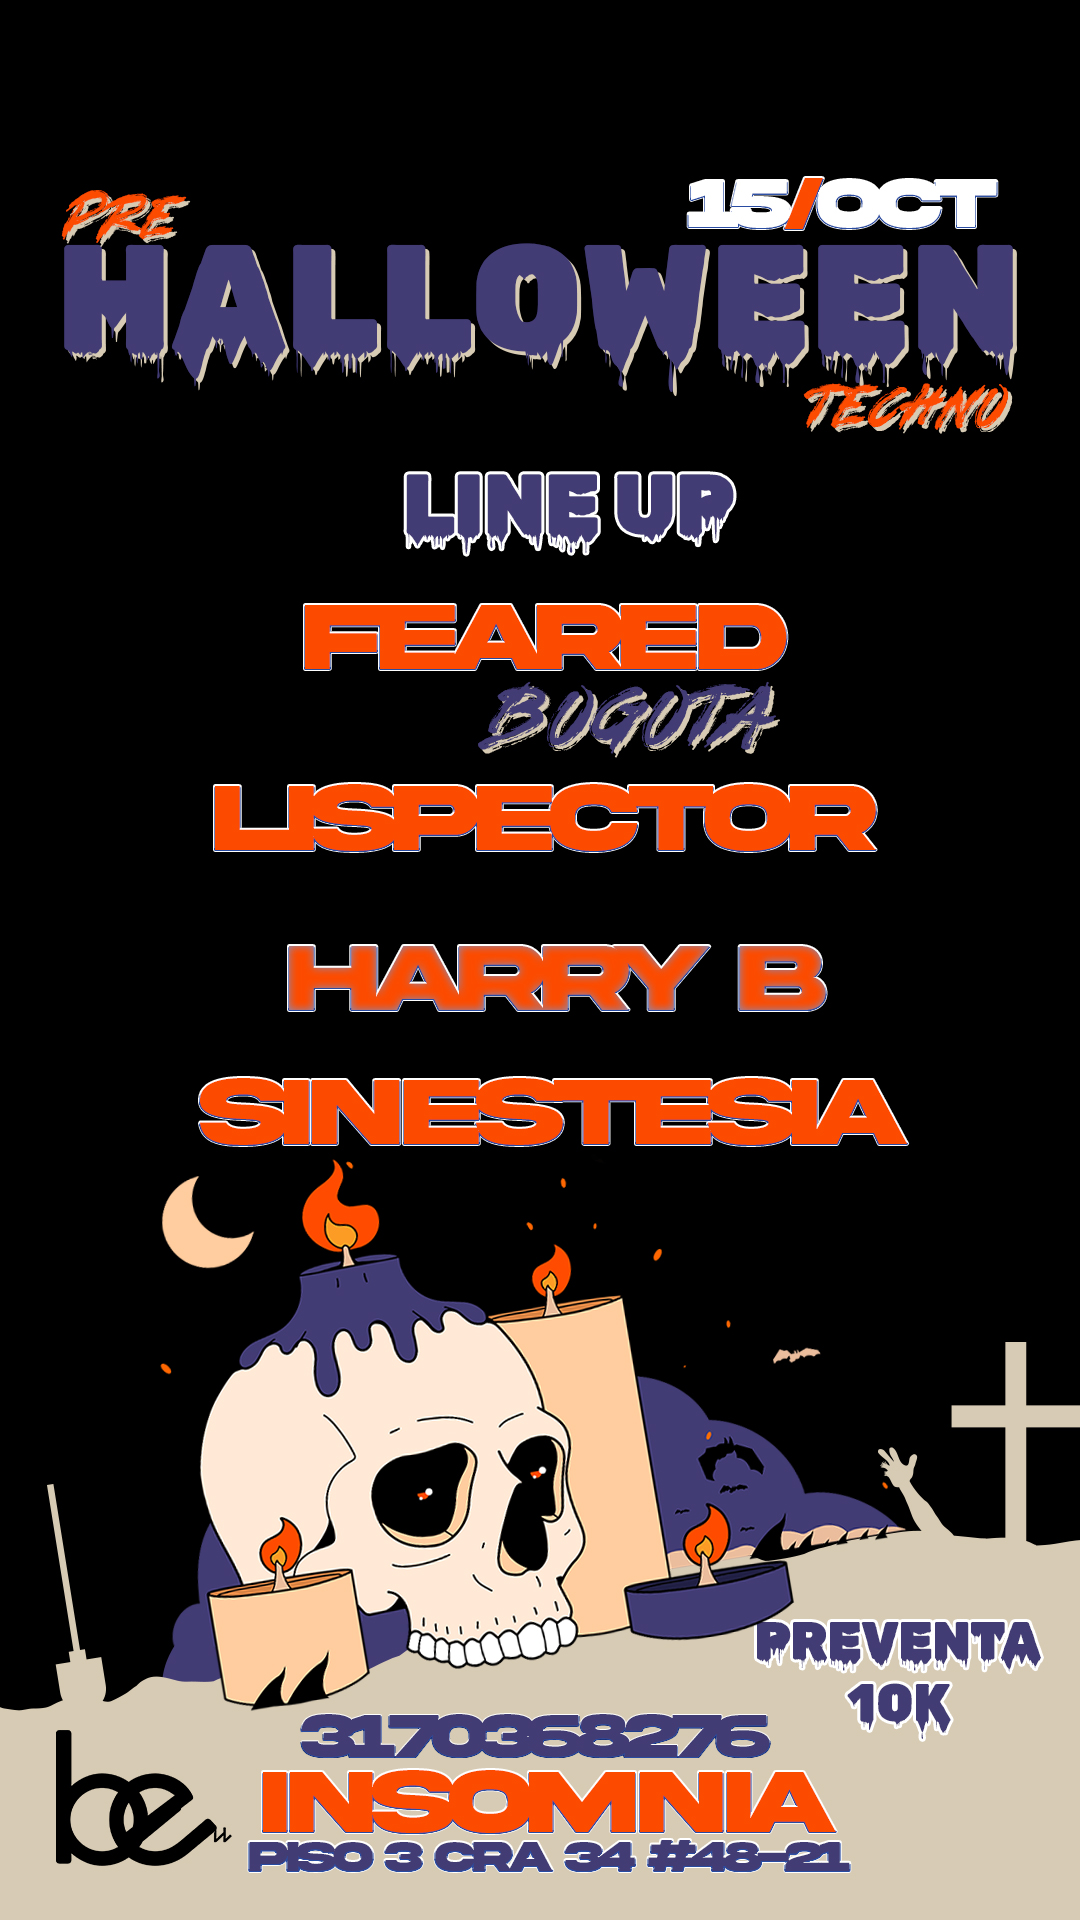 PRE
15/OCT
HALLOWEEN
TECHNO
LINE UP
FEARED
BOGOTA
LISPECTOR
HARRY B
SINESTESIA
PREVENTA
10K
3170368276
INSOMNIA
be
PISO 3 CRA 34 #48-21